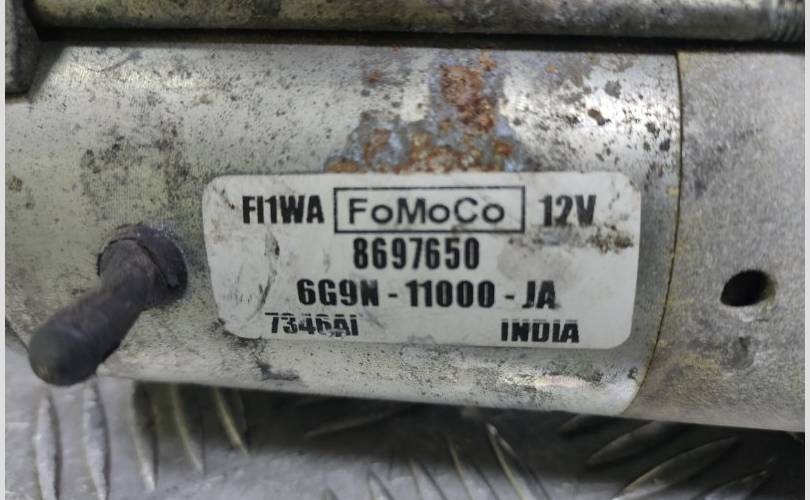 FI1WA FoMoCo 12V
8697650
6G9N - 11000 - JA
7346AI INDIA